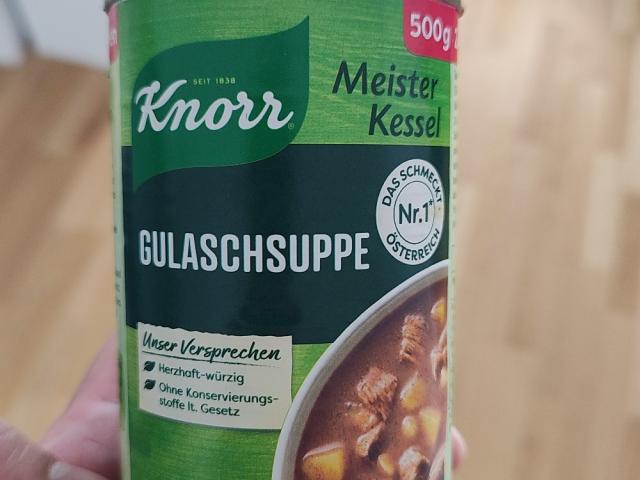 500g
SEIT 1838
Knorr
Meister
Kessel
DAS SCHMECKT
Nr.1*
ÖSTERREICH
GULASCHSUPPE
Unser Versprechen
Herzhaft-würzig
Ohne Konservierungs-
stoffe lt. Gesetz